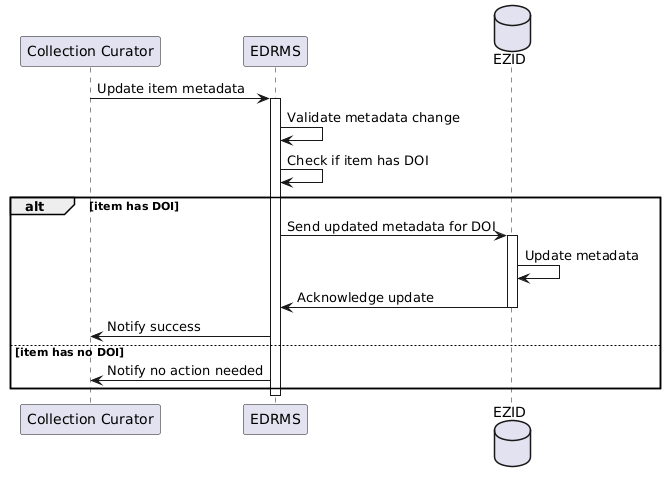 Collection Curator
EDRMS
EZID
Update item metadata
Validate metadata change
Check if item has DOI
alt
[item has DOI]
Send updated metadata for DOI
Update metadata
Acknowledge update
Notify success
[item has no DOI]
Notify no action needed
Collection Curator
EDRMS
EZID